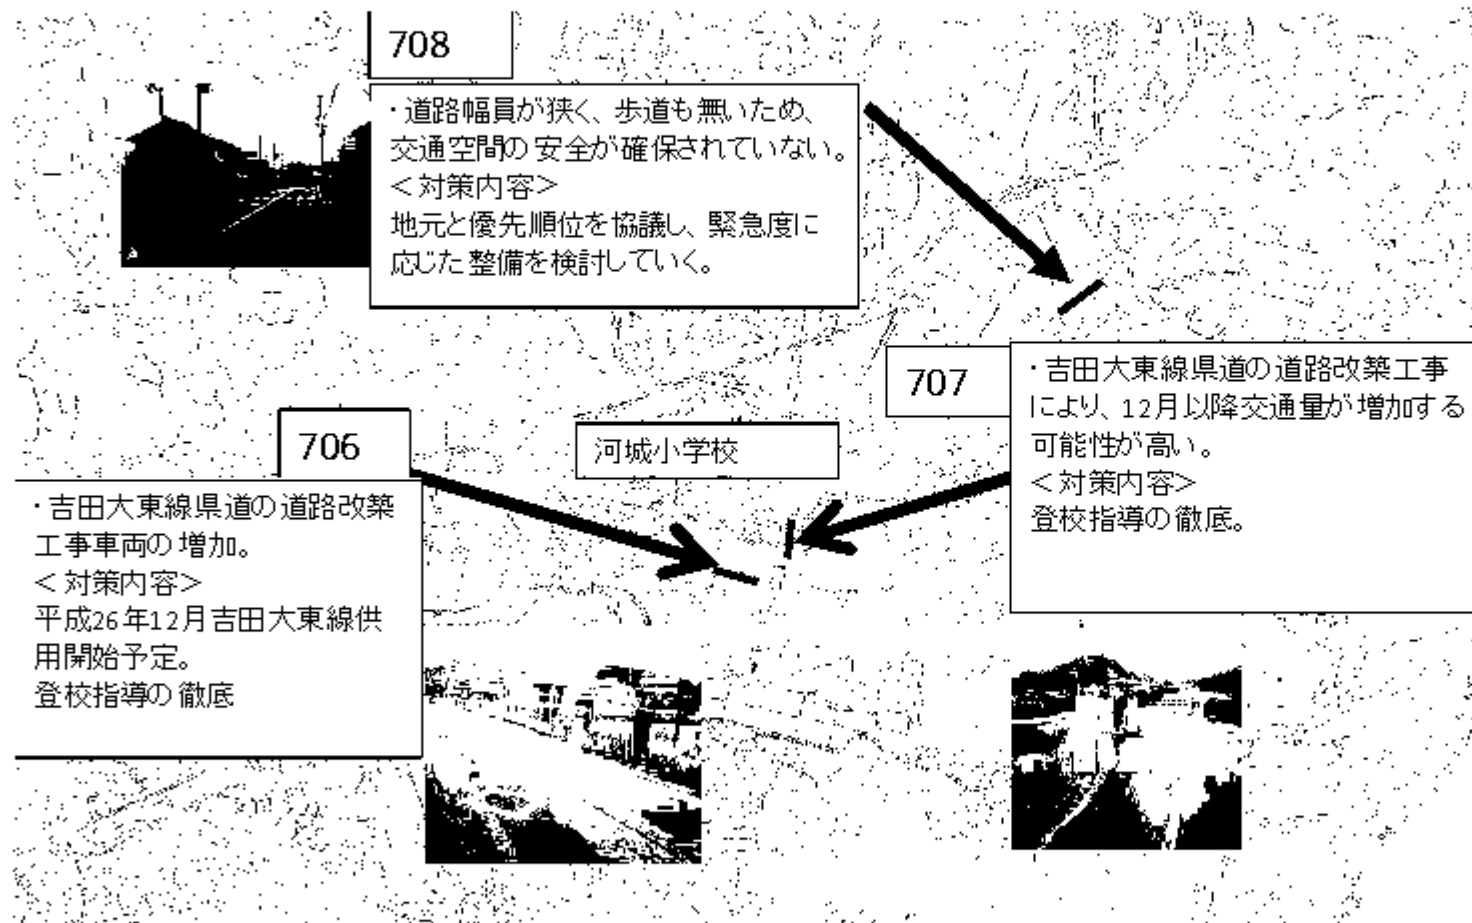 708
・道路幅員が狭く、歩道も無いため、
交通空間の安全が確保されていない。
＜対策内容＞
地元と優先順位を協議し、緊急度に
応じた整備を検討していく。
707
・吉田大東線県道の道路改築工事
により、12月以降交通量が増加する
可能性が高い。
＜対策内容＞
登校指導の徹底。
706
河城小学校
・吉田大東線県道の道路改築
工事車両の増加。
＜対策内容＞
平成26年12月吉田大東線供
用開始予定。
登校指導の徹底